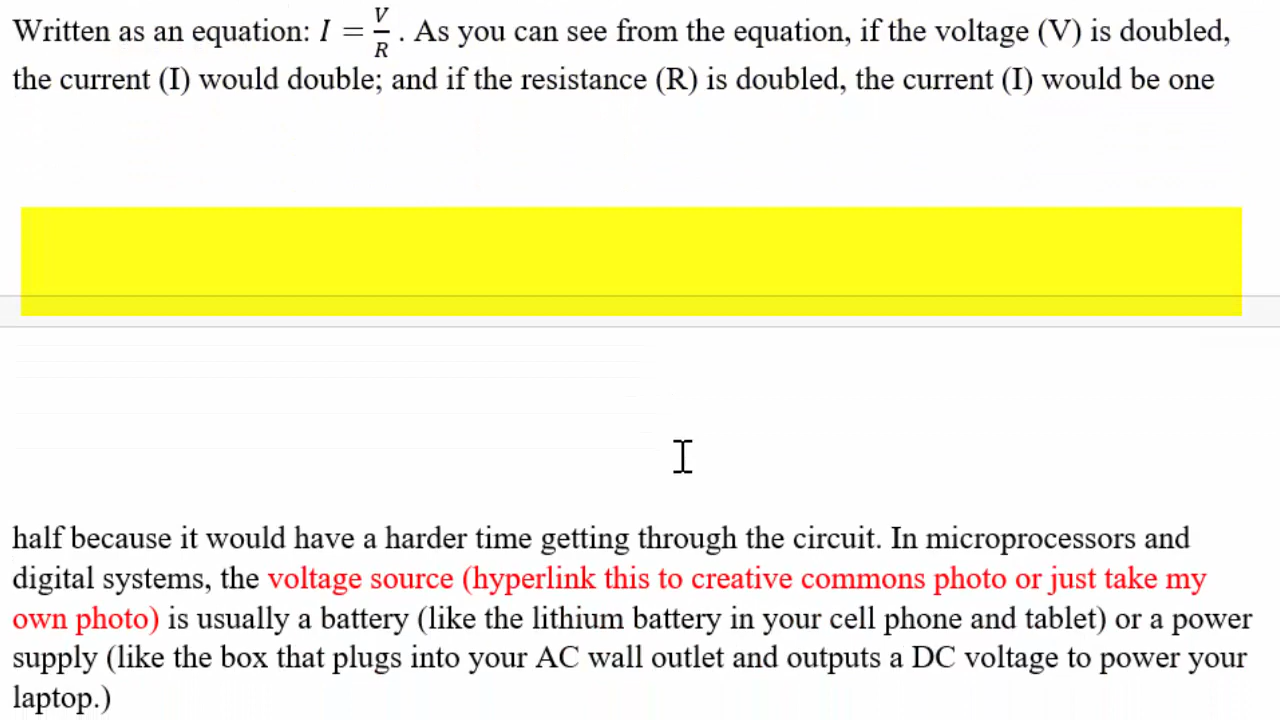 Written as an equation: I = V/R . As you can see from the equation, if the voltage (V) is doubled,
the current (I) would double; and if the resistance (R) is doubled, the current (I) would be one
half because it would have a harder time getting through the circuit. In microprocessors and
digital systems, the voltage source (hyperlink this to creative commons photo or just take my
own photo) is usually a battery (like the lithium battery in your cell phone and tablet) or a power
supply (like the box that plugs into your AC wall outlet and outputs a DC voltage to power your
laptop.)